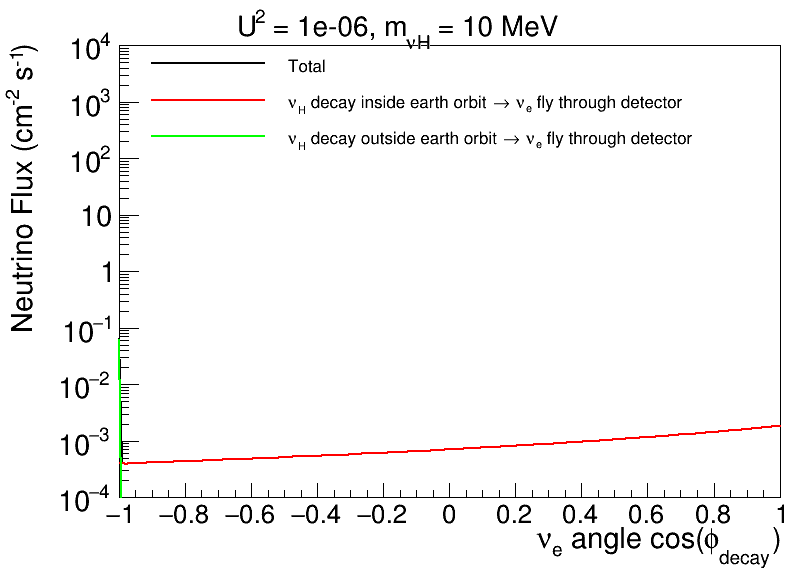 U² = 1e-06, m_νH = 10 MeV
Total
ν_H decay inside earth orbit → ν_e fly through detector
ν_H decay outside earth orbit → ν_e fly through detector
Neutrino Flux (cm⁻² s⁻¹)
10⁴
10³
10²
10
1
10⁻¹
10⁻²
10⁻³
10⁻⁴
−1 −0.8 −0.6 −0.4 −0.2 0 0.2 0.4 0.6 0.8 1
ν_e angle cos(ϕ_decay)